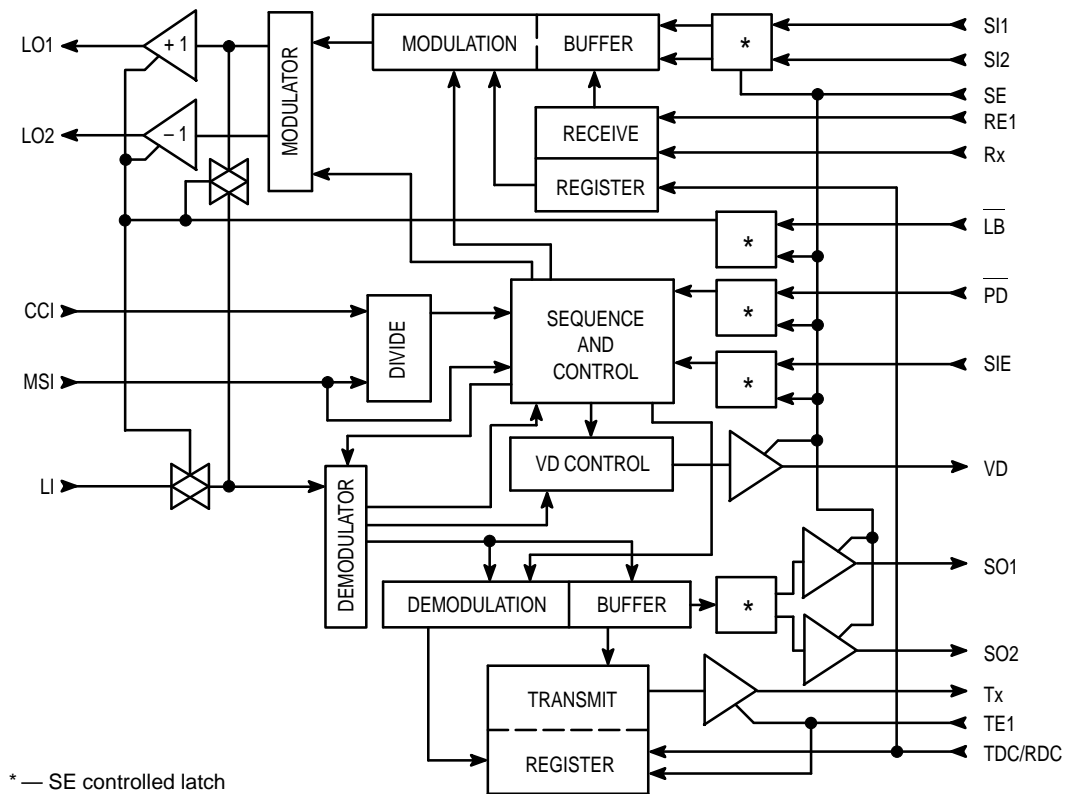 LO1
+ 1
MODULATOR
MODULATION
BUFFER
*
SI1
SI2
SE
LO2
– 1
RECEIVE
REGISTER
RE1
Rx
*
LB
CCI
DIVIDE
SEQUENCE
AND
CONTROL
*
PD
MSI
*
SIE
VD CONTROL
VD
LI
DEMODULATOR
DEMODULATION
BUFFER
*
SO1
SO2
TRANSMIT
REGISTER
Tx
TE1
TDC/RDC
* — SE controlled latch